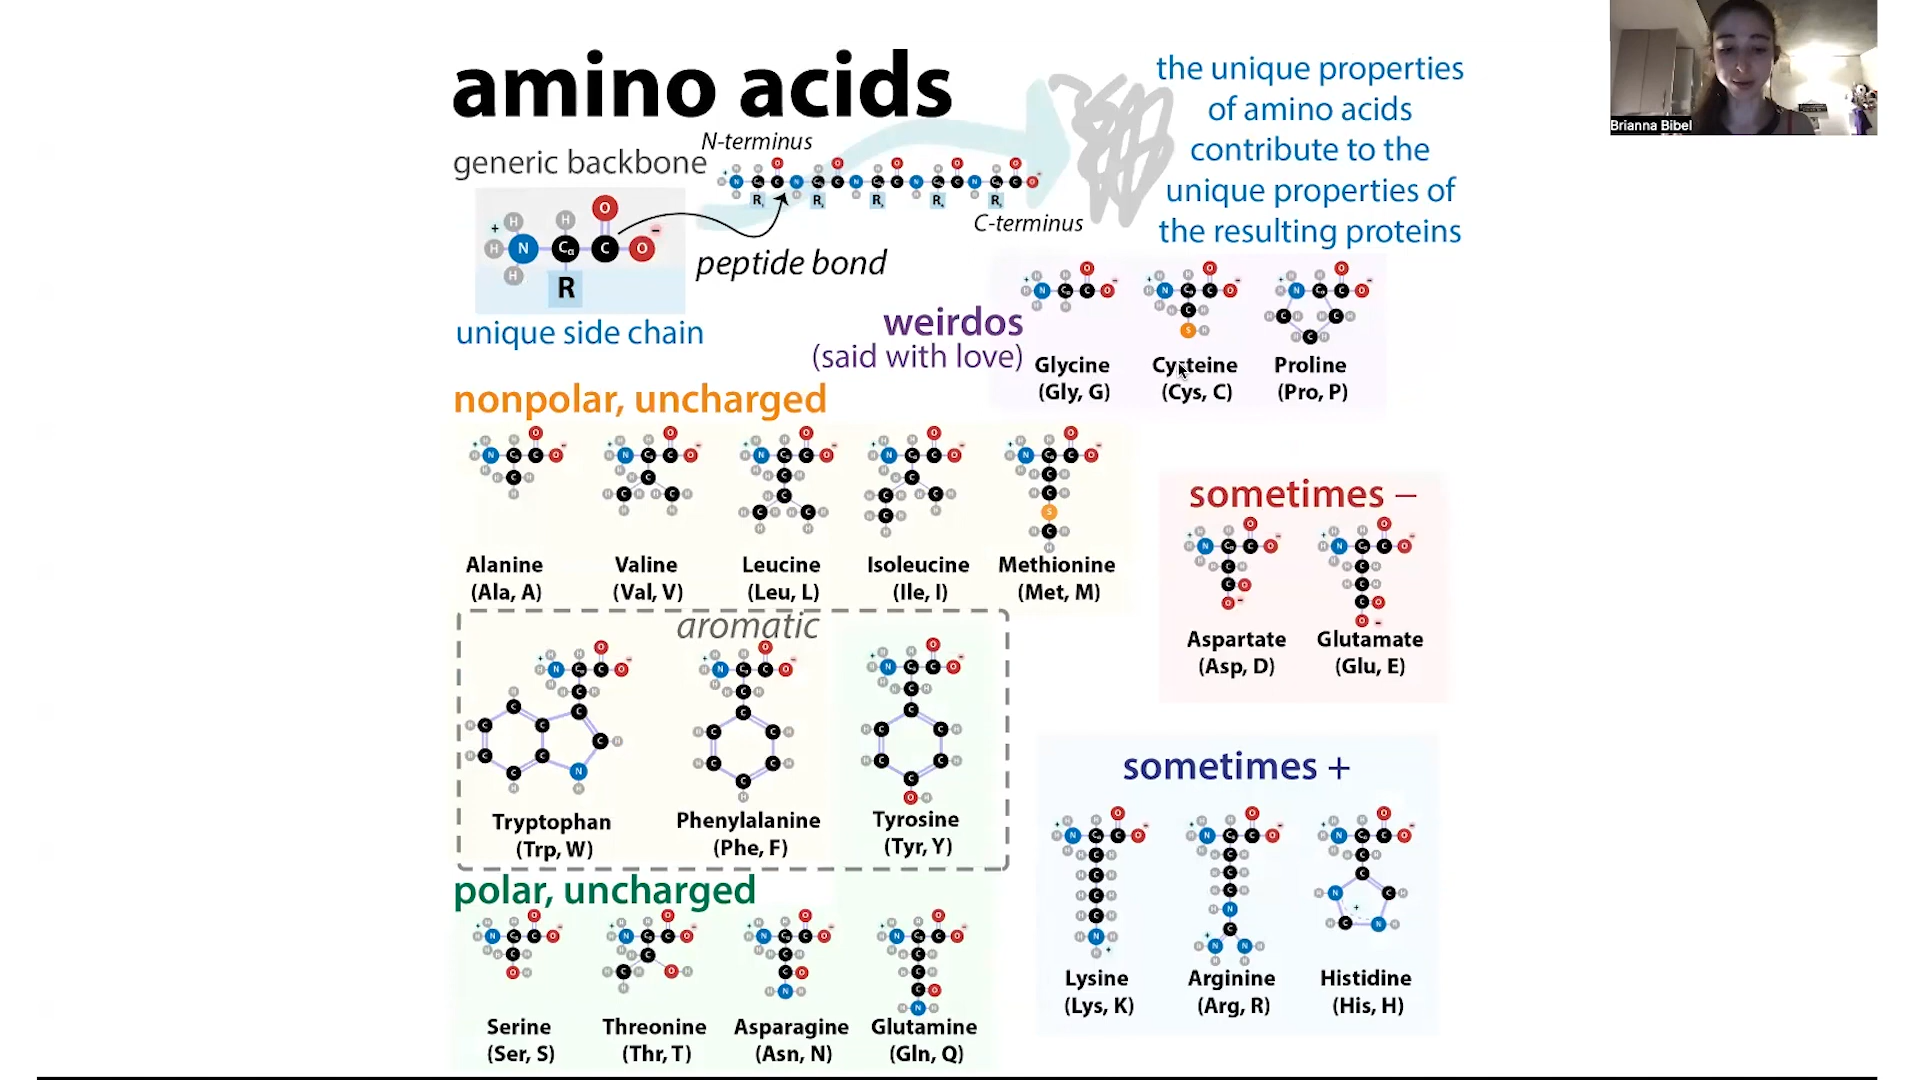 amino acids
the unique properties
of amino acids
contribute to the
unique properties of
the resulting proteins
Brianna Bibel
N-terminus
generic backbone
C-terminus
peptide bond
R
unique side chain
weirdos
(said with love)
Glycine
(Gly, G)
Cysteine
(Cys, C)
Proline
(Pro, P)
nonpolar, uncharged
Alanine
(Ala, A)
Valine
(Val, V)
Leucine
(Leu, L)
Isoleucine
(Ile, I)
Methionine
(Met, M)
sometimes –
Aspartate
(Asp, D)
Glutamate
(Glu, E)
aromatic
Tryptophan
(Trp, W)
Phenylalanine
(Phe, F)
Tyrosine
(Tyr, Y)
sometimes +
Lysine
(Lys, K)
Arginine
(Arg, R)
Histidine
(His, H)
polar, uncharged
Serine
(Ser, S)
Threonine
(Thr, T)
Asparagine
(Asn, N)
Glutamine
(Gln, Q)